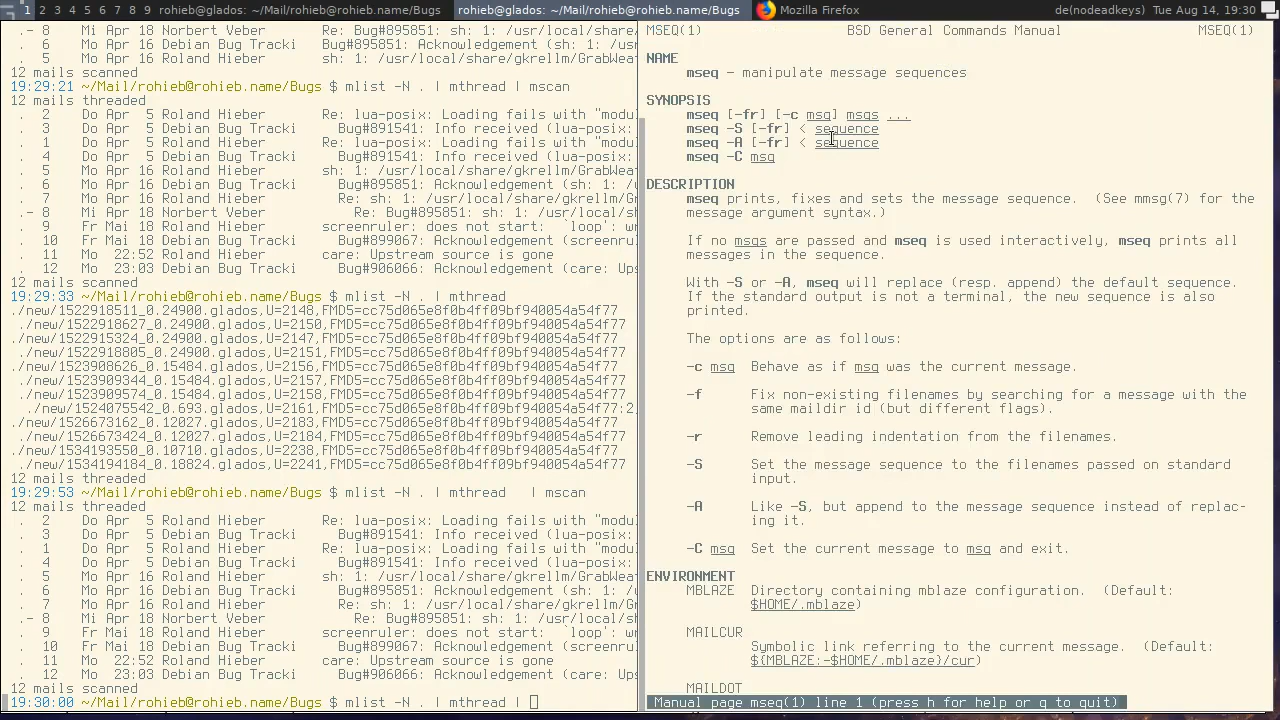 1 2 3 4 5 6 7 8 9 rohieb@glados: ~/Mail/rohieb@rohieb.name/Bugs rohieb@glados: ~/Mail/rohieb@rohieb.name/Bugs Mozilla Firefox de(nodeadkeys) Tue Aug 14, 19:30
.- 8 Mi Apr 18 Norbert Veber Re: Bug#895851: sh: 1: /usr/local/sha
. 6 Mo Apr 16 Debian Bug Tracki Bug#895851: Acknowledgement (sh: 1: /us
. 5 Mo Apr 16 Roland Hieber sh: 1: /usr/local/share/gkrellm/GrabWea
12 mails scanned
19:29:21 ~/Mail/rohieb@rohieb.name/Bugs $ mlist -N . | mthread | mscan
12 mails threaded
. 2 Do Apr 5 Roland Hieber Re: lua-posix: Loading fails with "modu
. 3 Do Apr 5 Debian Bug Tracki Bug#891541: Info received (lua-posix:
. 1 Do Apr 5 Roland Hieber Re: lua-posix: Loading fails with "modu
. 4 Do Apr 5 Debian Bug Tracki Bug#891541: Info received (lua-posix:
. 5 Mo Apr 16 Roland Hieber sh: 1: /usr/local/share/gkrellm/GrabWea
. 6 Mo Apr 16 Debian Bug Tracki Bug#895851: Acknowledgement (sh: 1: /u
. 7 Mo Apr 16 Roland Hieber Re: sh: 1: /usr/local/share/gkrellm/Gr
.- 8 Mi Apr 18 Norbert Veber Re: Bug#895851: sh: 1: /usr/local/s
. 9 Fr Mai 18 Roland Hieber screenruler: does not start: `loop': wr
. 10 Fr Mai 18 Debian Bug Tracki Bug#899067: Acknowledgement (screenru
. 11 Mo 22:52 Roland Hieber care: Upstream source is gone
. 12 Mo 23:03 Debian Bug Tracki Bug#906066: Acknowledgement (care: Ups
12 mails scanned
19:29:33 ~/Mail/rohieb@rohieb.name/Bugs $ mlist -N . | mthread
./new/1522918511_0.24900.glados,U=2148,FMD5=cc75d065e8f0b4ff09bf940054a54f77
./new/1522918627_0.24900.glados,U=2150,FMD5=cc75d065e8f0b4ff09bf940054a54f77
./new/1522915324_0.24900.glados,U=2147,FMD5=cc75d065e8f0b4ff09bf940054a54f77
./new/1522918805_0.24900.glados,U=2151,FMD5=cc75d065e8f0b4ff09bf940054a54f77
./new/1523908626_0.15484.glados,U=2156,FMD5=cc75d065e8f0b4ff09bf940054a54f77
./new/1523909344_0.15484.glados,U=2157,FMD5=cc75d065e8f0b4ff09bf940054a54f77
./new/1523909574_0.15484.glados,U=2158,FMD5=cc75d065e8f0b4ff09bf940054a54f77
./new/1524075542_0.693.glados,U=2161,FMD5=cc75d065e8f0b4ff09bf940054a54f77:2,
./new/1526673162_0.12027.glados,U=2183,FMD5=cc75d065e8f0b4ff09bf940054a54f77
./new/1526673424_0.12027.glados,U=2184,FMD5=cc75d065e8f0b4ff09bf940054a54f77
./new/1534193550_0.10710.glados,U=2238,FMD5=cc75d065e8f0b4ff09bf940054a54f77
./new/1534194184_0.18824.glados,U=2241,FMD5=cc75d065e8f0b4ff09bf940054a54f77
12 mails threaded
19:29:53 ~/Mail/rohieb@rohieb.name/Bugs $ mlist -N . | mthread | mscan
12 mails threaded
. 2 Do Apr 5 Roland Hieber Re: lua-posix: Loading fails with "modu
. 3 Do Apr 5 Debian Bug Tracki Bug#891541: Info received (lua-posix:
. 1 Do Apr 5 Roland Hieber Re: lua-posix: Loading fails with "modu
. 4 Do Apr 5 Debian Bug Tracki Bug#891541: Info received (lua-posix:
. 5 Mo Apr 16 Roland Hieber sh: 1: /usr/local/share/gkrellm/GrabWea
. 6 Mo Apr 16 Debian Bug Tracki Bug#895851: Acknowledgement (sh: 1: /u
. 7 Mo Apr 16 Roland Hieber Re: sh: 1: /usr/local/share/gkrellm/Gr
.- 8 Mi Apr 18 Norbert Veber Re: Bug#895851: sh: 1: /usr/local/s
. 9 Fr Mai 18 Roland Hieber screenruler: does not start: `loop': wr
. 10 Fr Mai 18 Debian Bug Tracki Bug#899067: Acknowledgement (screenru
. 11 Mo 22:52 Roland Hieber care: Upstream source is gone
. 12 Mo 23:03 Debian Bug Tracki Bug#906066: Acknowledgement (care: Ups
12 mails scanned
19:30:00 ~/Mail/rohieb@rohieb.name/Bugs $ mlist -N . | mthread |
MSEQ(1) BSD General Commands Manual MSEQ(1)
NAME
mseq – manipulate message sequences
SYNOPSIS
mseq [-fr] [-c msg] msgs ...
mseq -S [-fr] < sequence
mseq -A [-fr] < sequence
mseq -C msg
DESCRIPTION
mseq prints, fixes and sets the message sequence. (See mmsg(7) for the
message argument syntax.)
If no msgs are passed and mseq is used interactively, mseq prints all
messages in the sequence.
With -S or -A, mseq will replace (resp. append) the default sequence.
If the standard output is not a terminal, the new sequence is also
printed.
The options are as follows:
-c msg Behave as if msg was the current message.
-f Fix non-existing filenames by searching for a message with the
same maildir id (but different flags).
-r Remove leading indentation from the filenames.
-S Set the message sequence to the filenames passed on standard
input.
-A Like -S, but append to the message sequence instead of replac-
ing it.
-C msg Set the current message to msg and exit.
ENVIRONMENT
MBLAZE Directory containing mblaze configuration. (Default:
$HOME/.mblaze)
MAILCUR
Symbolic link referring to the current message. (Default:
${MBLAZE:-$HOME/.mblaze}/cur)
MAILDOT
Manual page mseq(1) line 1 (press h for help or q to quit)